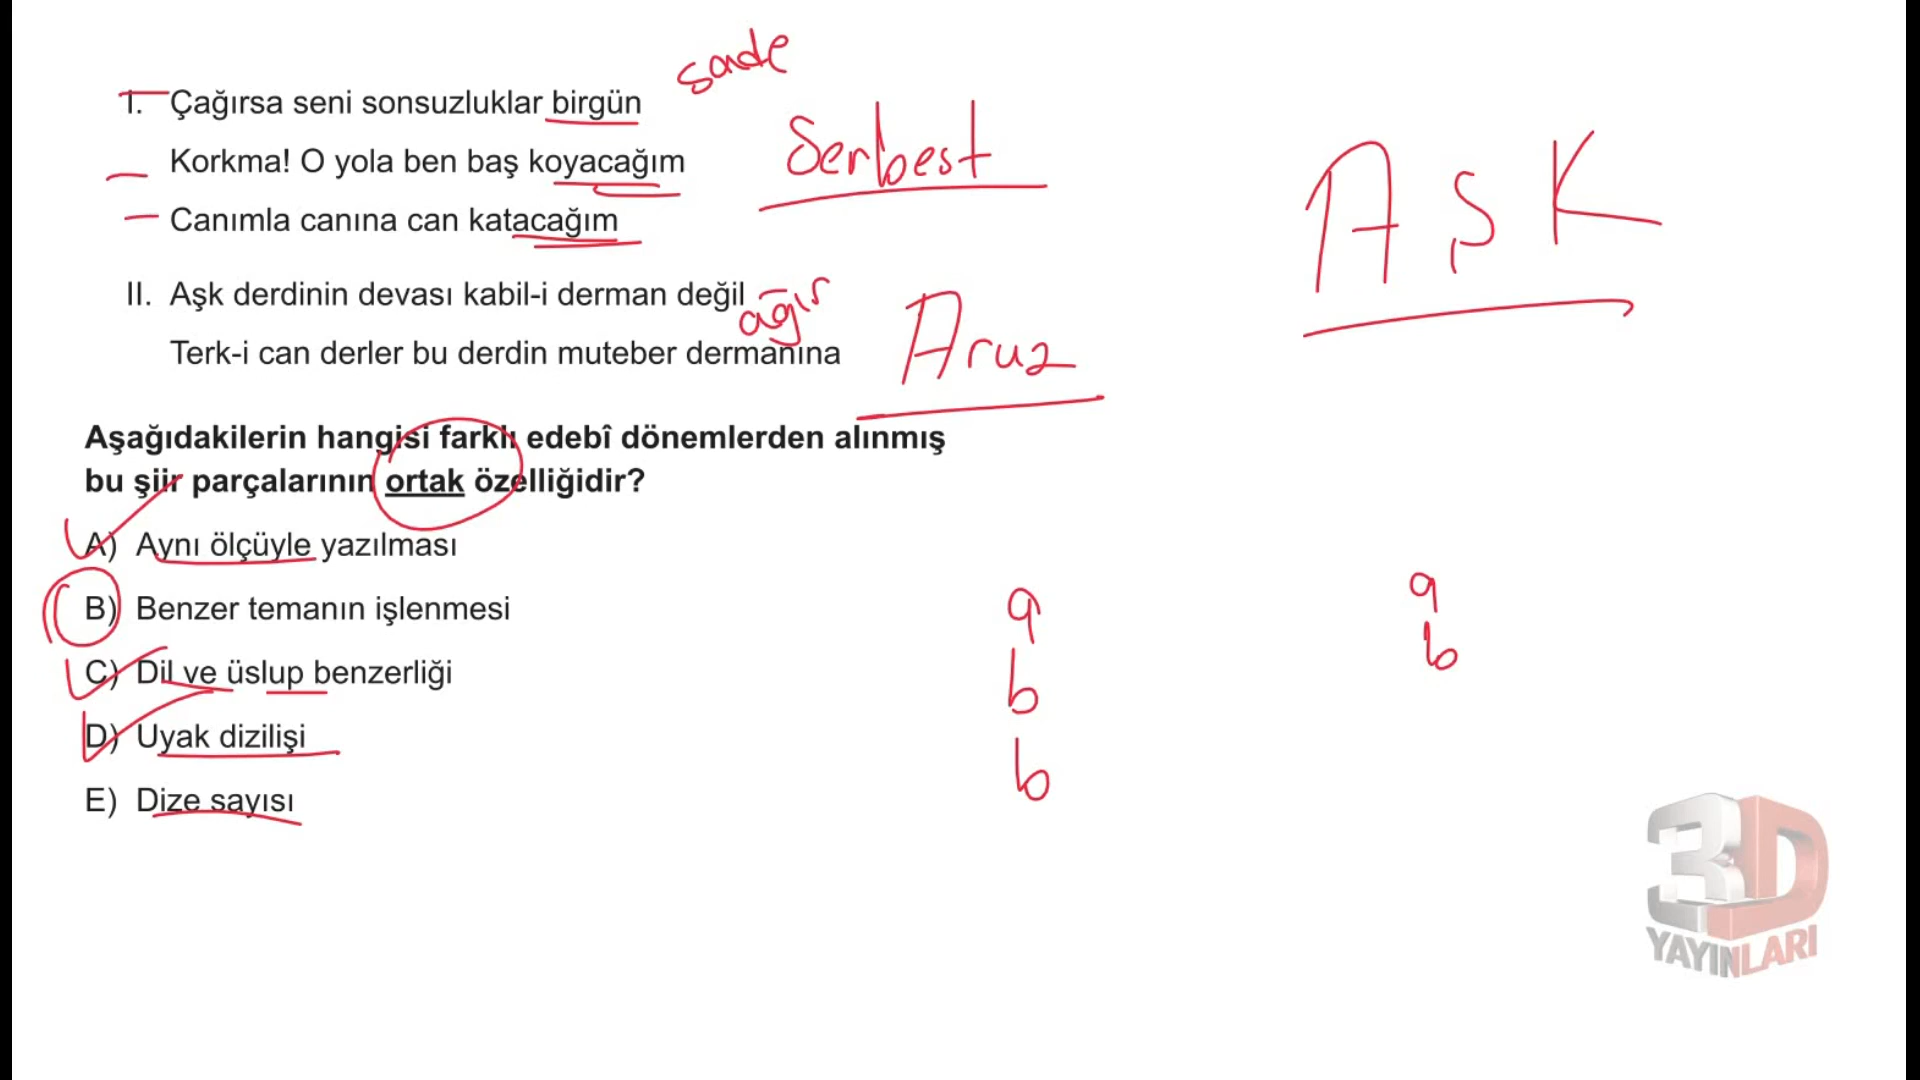 sade
I. Çağırsa seni sonsuzluklar birgün
Serbest
Korkma! O yola ben baş koyacağım
AŞK
Canımla canına can katacağım
II. Aşk derdinin devası kabil-i derman değil
ağır
Aruz
Terk-i can derler bu derdin muteber dermanına
Aşağıdakilerin hangisi farklı edebî dönemlerden alınmış
bu şiir parçalarının ortak özelliğidir?
A) Aynı ölçüyle yazılması
B) Benzer temanın işlenmesi
C) Dil ve üslup benzerliği
D) Uyak dizilişi
E) Dize sayısı
a
b
b
a
b
3D
YAYINLARI